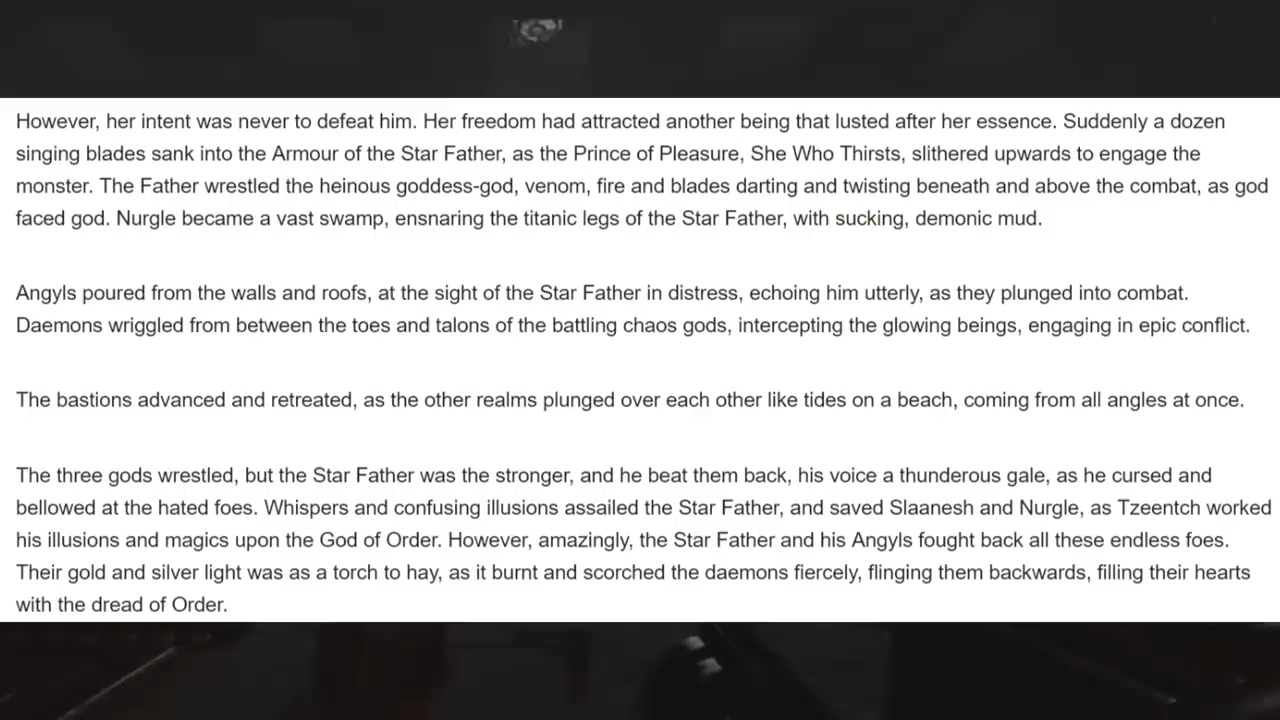 However, her intent was never to defeat him. Her freedom had attracted another being that lusted after her essence. Suddenly a dozen
singing blades sank into the Armour of the Star Father, as the Prince of Pleasure, She Who Thirsts, slithered upwards to engage the
monster. The Father wrestled the heinous goddess-god, venom, fire and blades darting and twisting beneath and above the combat, as god
faced god. Nurgle became a vast swamp, ensnaring the titanic legs of the Star Father, with sucking, demonic mud.
Angyls poured from the walls and roofs, at the sight of the Star Father in distress, echoing him utterly, as they plunged into combat.
Daemons wriggled from between the toes and talons of the battling chaos gods, intercepting the glowing beings, engaging in epic conflict.
The bastions advanced and retreated, as the other realms plunged over each other like tides on a beach, coming from all angles at once.
The three gods wrestled, but the Star Father was the stronger, and he beat them back, his voice a thunderous gale, as he cursed and
bellowed at the hated foes. Whispers and confusing illusions assailed the Star Father, and saved Slaanesh and Nurgle, as Tzeentch worked
his illusions and magics upon the God of Order. However, amazingly, the Star Father and his Angyls fought back all these endless foes.
Their gold and silver light was as a torch to hay, as it burnt and scorched the daemons fiercely, flinging them backwards, filling their hearts
with the dread of Order.